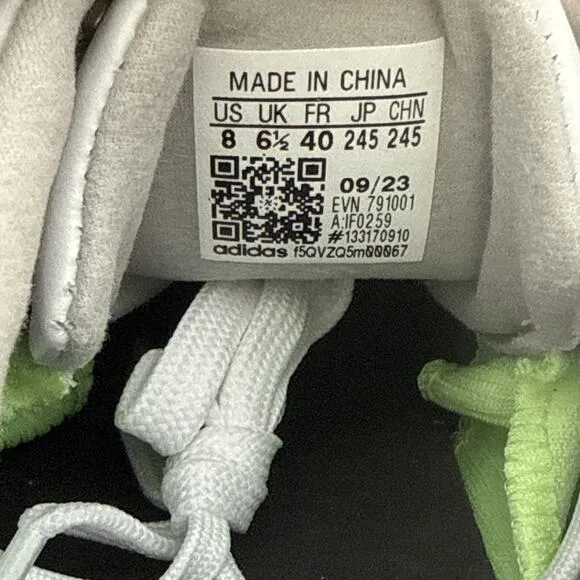 MADE IN CHINA
US UK FR JP CHN
8 6½ 40 245 245
09/23
EVN 791001
A:IF0259
#133170910
adidas f5QVZQ5m00067